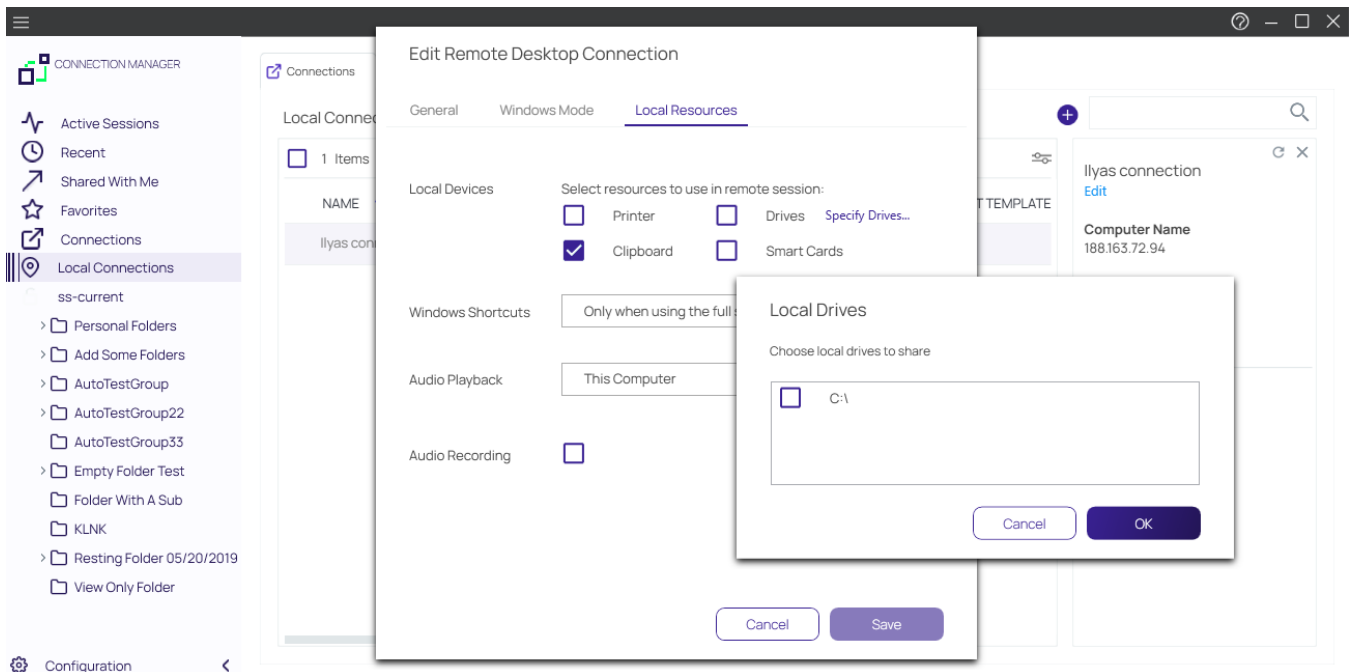 CONNECTION MANAGER
Active Sessions
Recent
Shared With Me
Favorites
Connections
Local Connections
ss-current
Personal Folders
Add Some Folders
AutoTestGroup
AutoTestGroup22
AutoTestGroup33
Empty Folder Test
Folder With A Sub
KLNK
Resting Folder 05/20/2019
View Only Folder
Configuration
Connections
Local Connec
1 Items
NAME
T TEMPLATE
Ilyas con
Edit Remote Desktop Connection
General Windows Mode Local Resources
Local Devices Select resources to use in remote session:
Printer Drives Specify Drives...
Clipboard Smart Cards
Windows Shortcuts Only when using the full s
Audio Playback This Computer
Audio Recording
Cancel Save
Local Drives
Choose local drives to share
C:\
Cancel OK
Ilyas connection
Edit
Computer Name
188.163.72.94